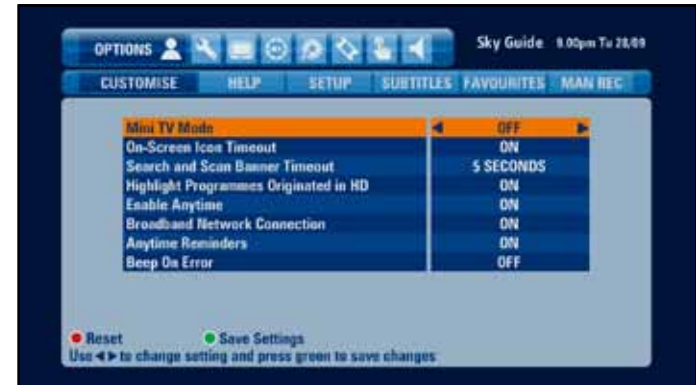 OPTIONS Sky Guide 9.00pm Tu 28/09
CUSTOMISE HELP SETUP SUBTITLES FAVOURITES MAN REC
Mini TV Mode OFF
On-Screen Icon Timeout ON
Search and Scan Banner Timeout 5 SECONDS
Highlight Programmes Originated in HD ON
Enable Anytime ON
Broadband Network Connection ON
Anytime Reminders ON
Beep On Error OFF
Reset Save Settings
Use ◄ ► to change setting and press green to save changes